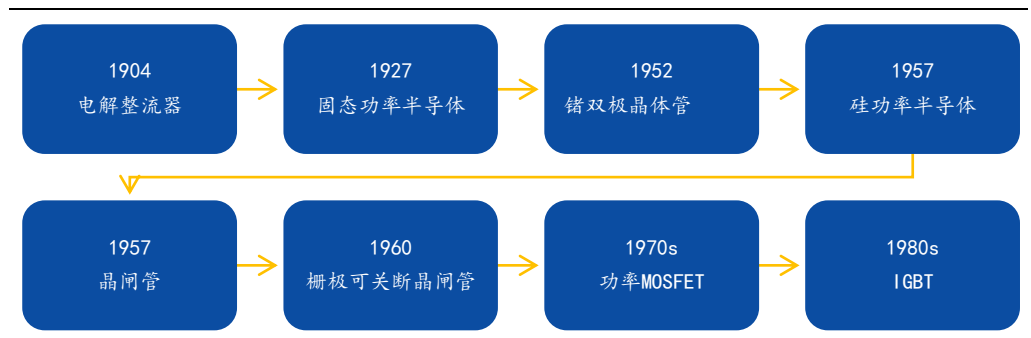 1904
电解整流器
1927
固态功率半导体
1952
锗双极晶体管
1957
硅功率半导体
1957
晶闸管
1960
栅极可关断晶闸管
1970s
功率MOSFET
1980s
IGBT